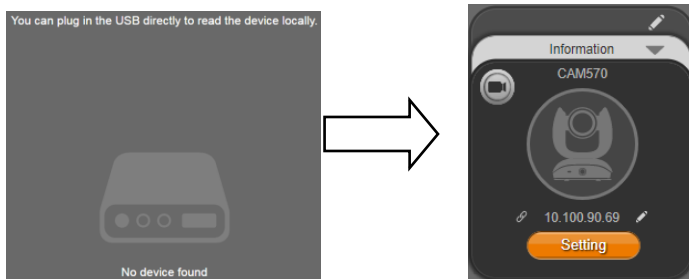 You can plug in the USB directly to read the device locally.
No device found
Information
CAM570
10.100.90.69
Setting